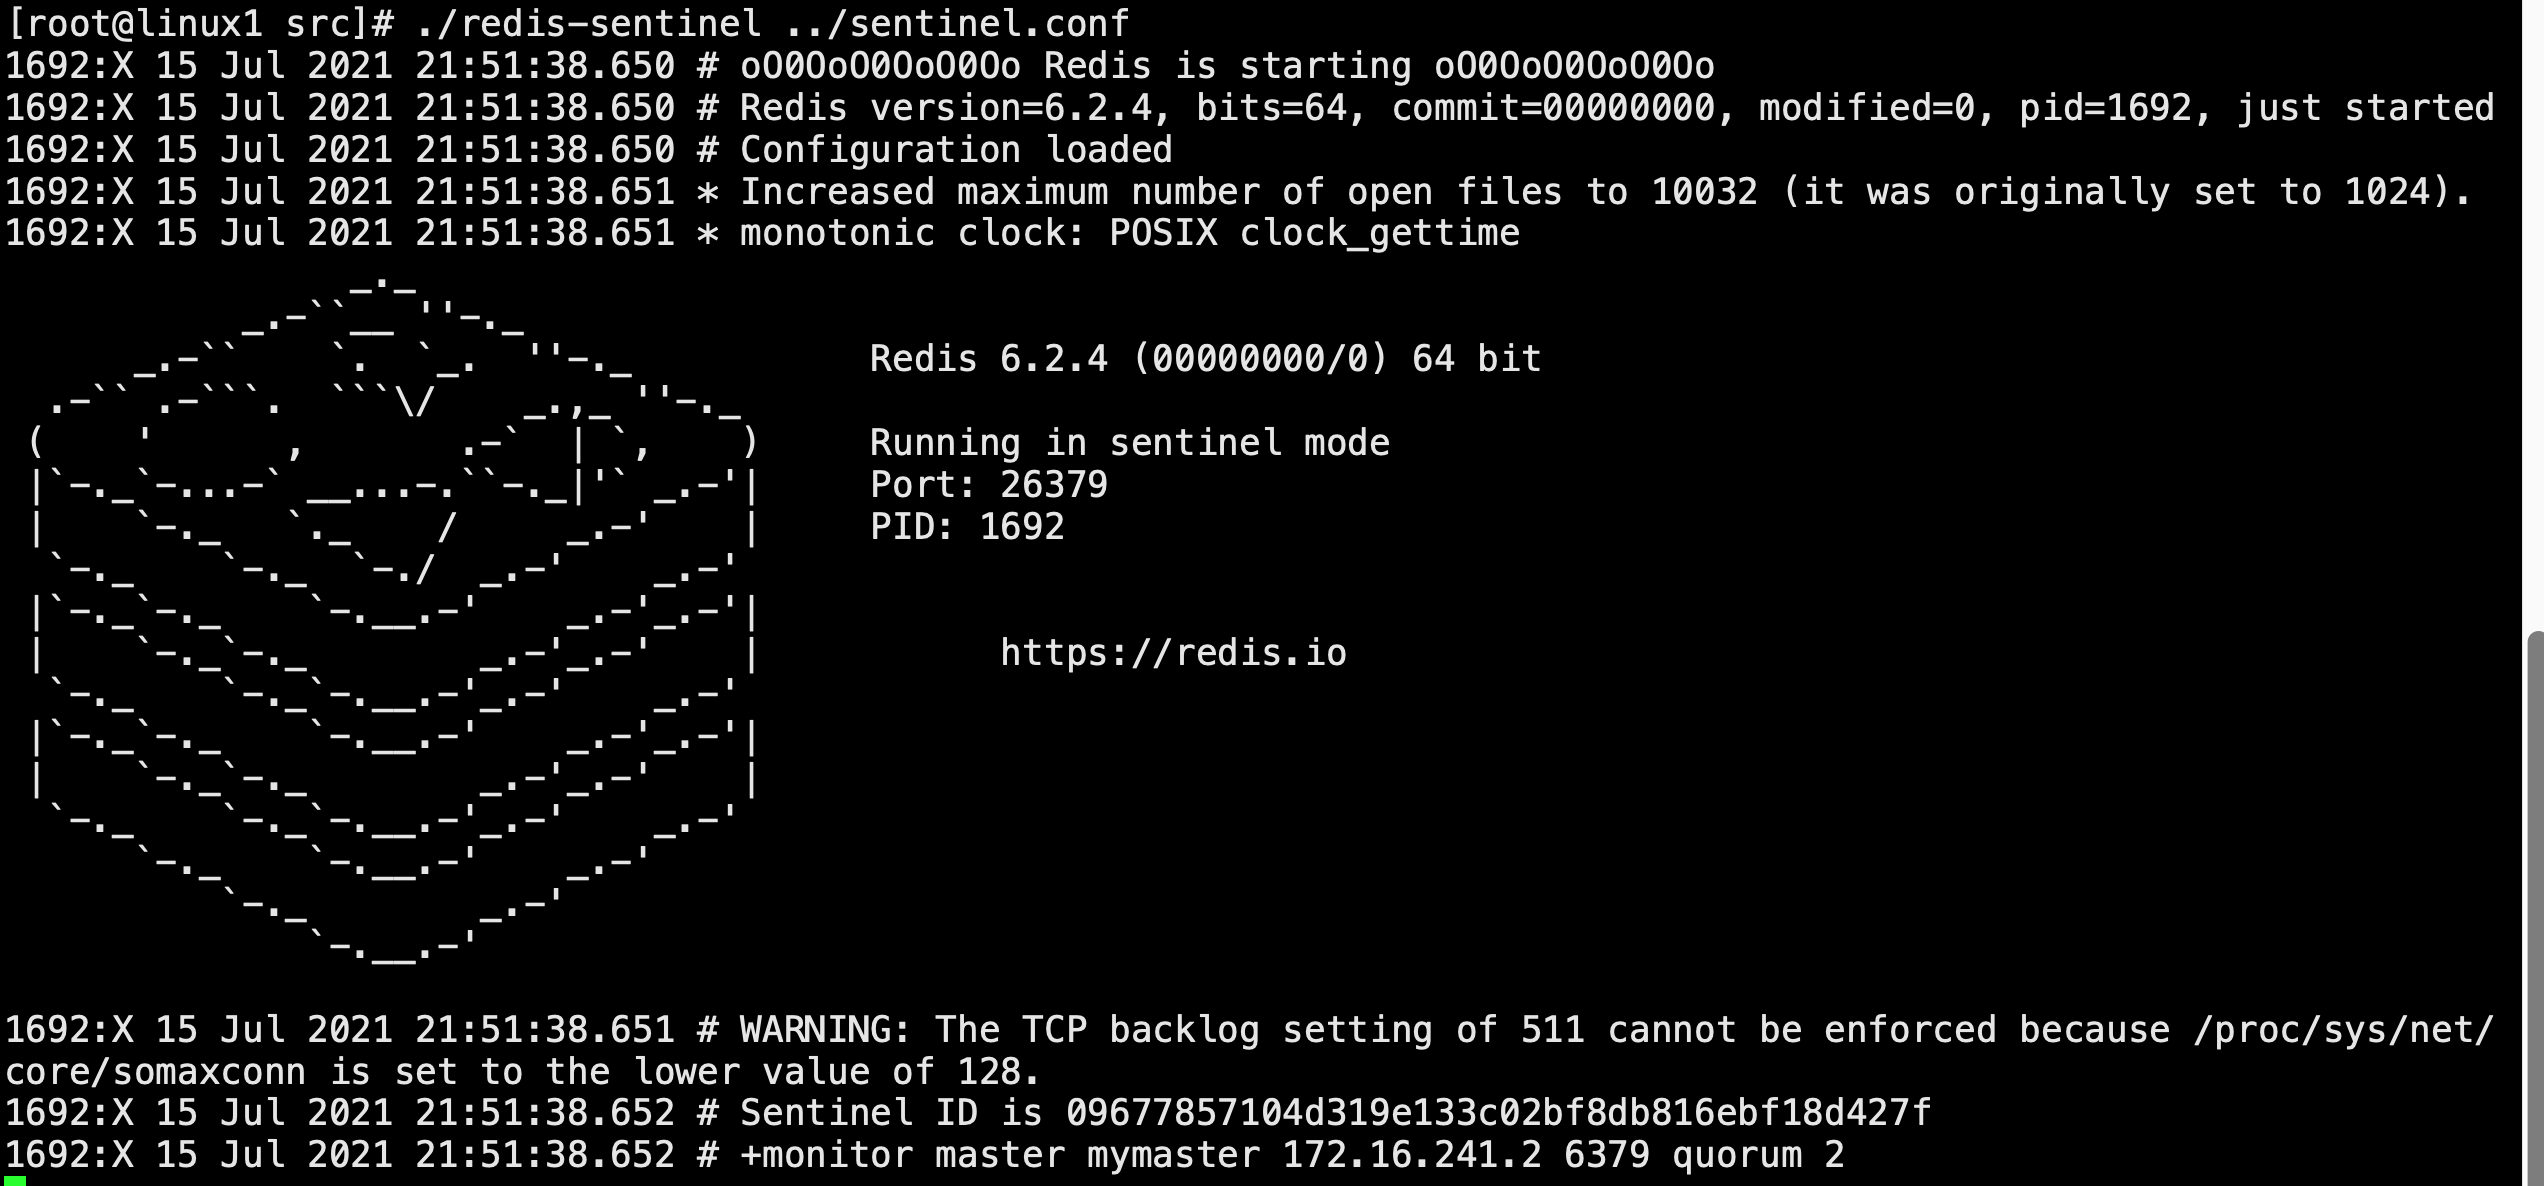 [root@linux1 src]# ./redis-sentinel ../sentinel.conf
1692:X 15 Jul 2021 21:51:38.650 # oO0OoO0OoO0Oo Redis is starting oO0OoO0OoO0Oo
1692:X 15 Jul 2021 21:51:38.650 # Redis version=6.2.4, bits=64, commit=00000000, modified=0, pid=1692, just started
1692:X 15 Jul 2021 21:51:38.650 # Configuration loaded
1692:X 15 Jul 2021 21:51:38.651 * Increased maximum number of open files to 10032 (it was originally set to 1024).
1692:X 15 Jul 2021 21:51:38.651 * monotonic clock: POSIX clock_gettime
Redis 6.2.4 (00000000/0) 64 bit
Running in sentinel mode
Port: 26379
PID: 1692
https://redis.io
1692:X 15 Jul 2021 21:51:38.651 # WARNING: The TCP backlog setting of 511 cannot be enforced because /proc/sys/net/
core/somaxconn is set to the lower value of 128.
1692:X 15 Jul 2021 21:51:38.652 # Sentinel ID is 09677857104d319e133c02bf8db816ebf18d427f
1692:X 15 Jul 2021 21:51:38.652 # +monitor master mymaster 172.16.241.2 6379 quorum 2